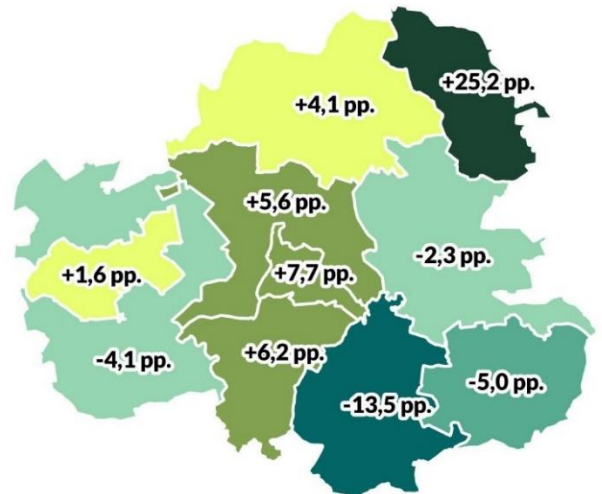 +25,2 pp.
+4,1 pp.
+5,6 pp.
-2,3 pp.
+1,6 pp.
+7,7 pp.
-4,1 pp.
+6,2 pp.
-13,5 pp.
-5,0 pp.